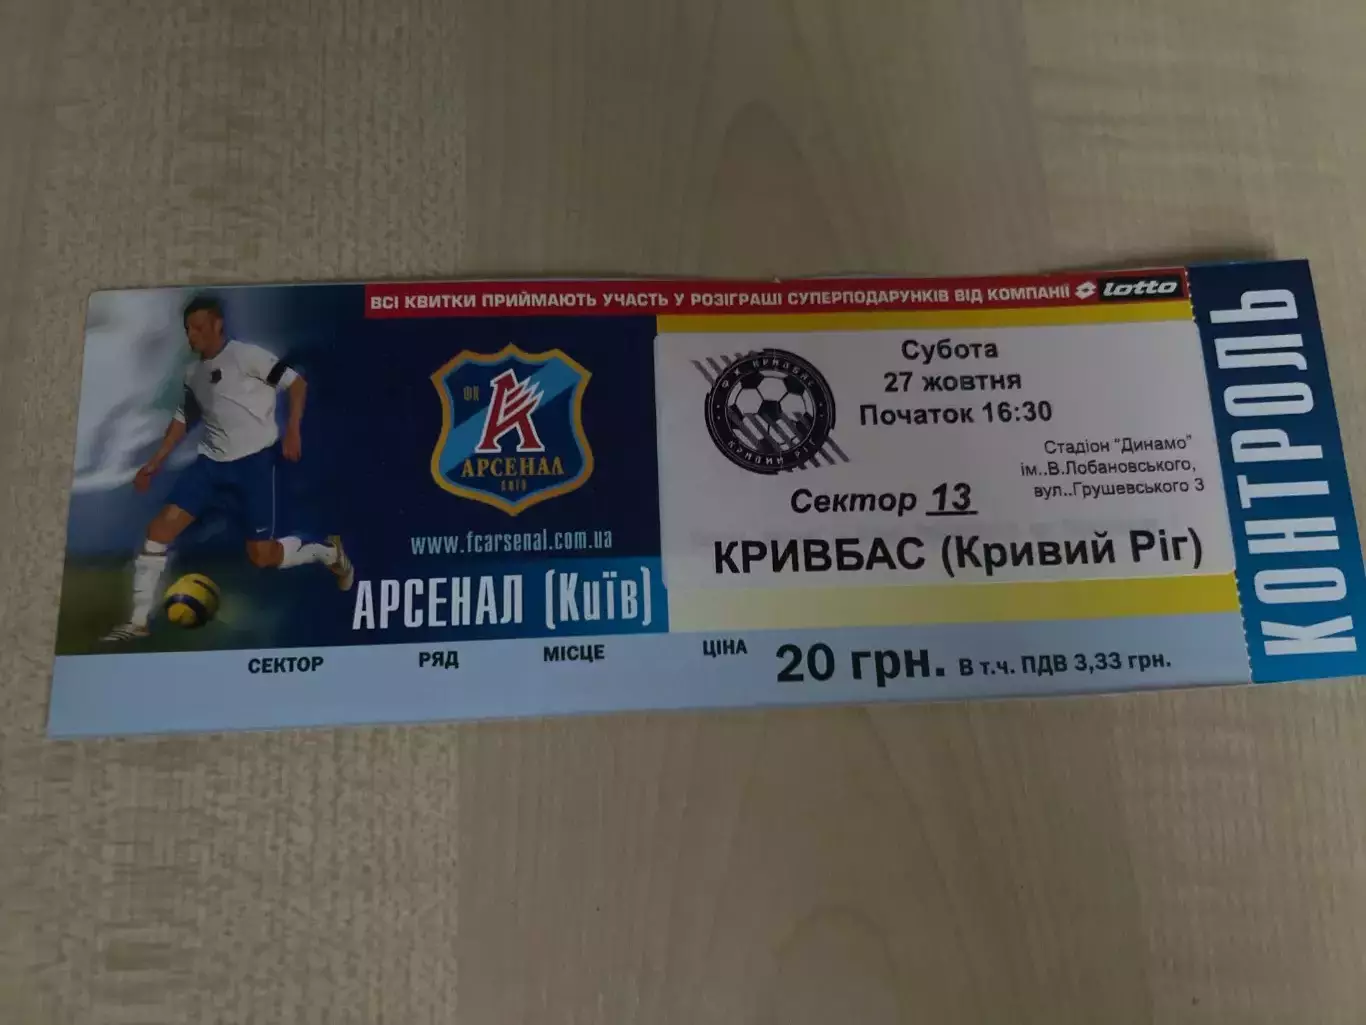 ВСІ КВИТКИ ПРИЙМАЮТЬ УЧАСТЬ У РОЗІГРАШІ СУПЕРПОДАРУНКІВ ВІД КОМПАНІЇ lotto
ФК
АРСЕНАЛ
КИЇВ
www.fcarsenal.com.ua
АРСЕНАЛ (Київ)
ФК КРИВБАС
КРИВИЙ РІГ
Субота
27 жовтня
Початок 16:30
Стадіон "Динамо"
ім..В.Лобановського,
вул..Грушевського 3
Сектор 13
КРИВБАС (Кривий Ріг)
СЕКТОР РЯД МІСЦЕ ЦІНА 20 грн. В т.ч. ПДВ 3,33 грн.
КОНТРОЛЬ